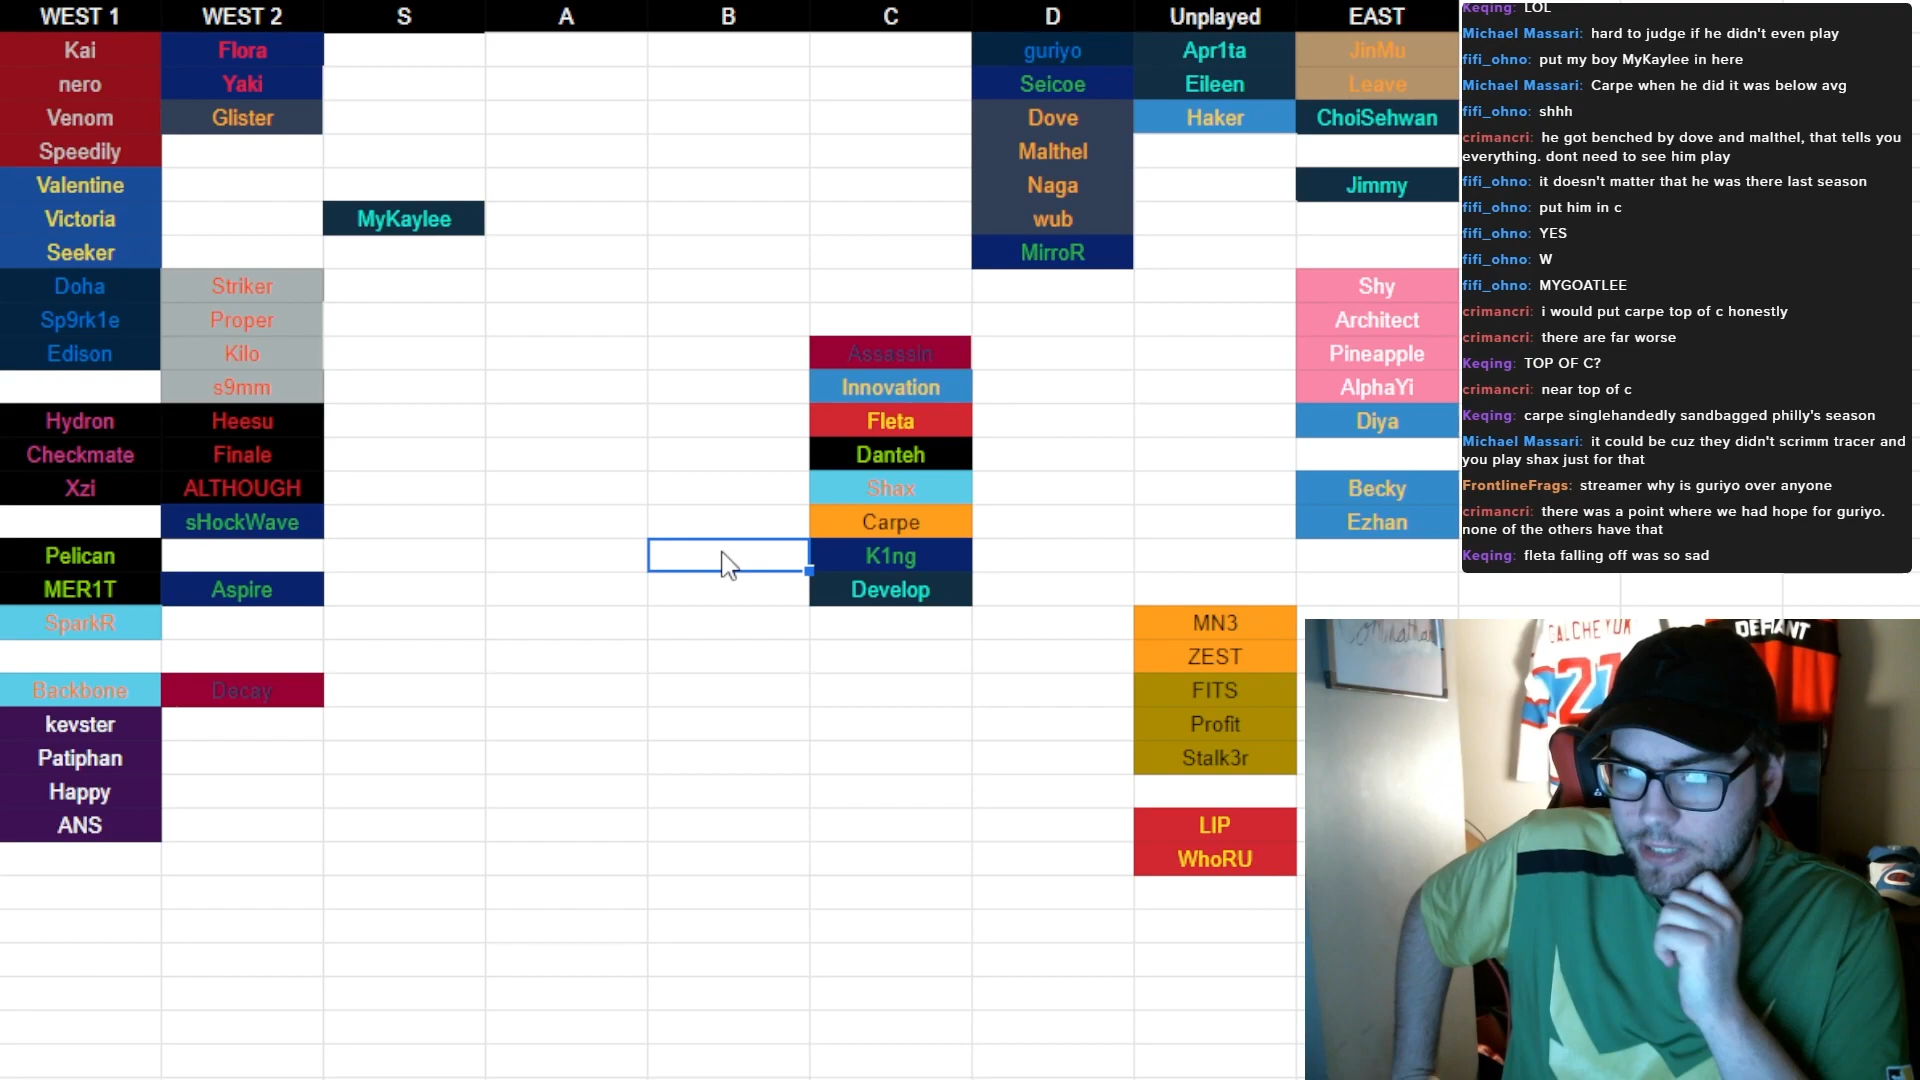 WEST 1 WEST 2 S A B C D Unplayed EAST
Kai Flora guriyo Apr1ta JinMu
nero Yaki Seicoe Eileen Leave
Venom Glister Dove Haker ChoiSehwan
Speedily Malthel
Valentine Naga Jimmy
Victoria MyKaylee wub
Seeker MirroR
Doha Striker Shy
Sp9rk1e Proper Architect
Edison Kilo Assassin Pineapple
s9mm Innovation AlphaYi
Hydron Heesu Fleta Diya
Checkmate Finale Danteh
Xzi ALTHOUGH Shax Becky
sHockWave Carpe Ezhan
Pelican K1ng
MER1T Aspire Develop
SparkR MN3
ZEST
Backbone Decay FITS
kevster Profit
Patiphan Stalk3r
Happy
ANS LIP
WhoRU
Keqing: LOL
Michael Massari: hard to judge if he didn't even play
fifi_ohno: put my boy MyKaylee in here
Michael Massari: Carpe when he did it was below avg
fifi_ohno: shhh
crimancri: he got benched by dove and malthel, that tells you
everything. dont need to see him play
fifi_ohno: it doesn't matter that he was there last season
fifi_ohno: put him in c
fifi_ohno: YES
fifi_ohno: W
fifi_ohno: MYGOATLEE
crimancri: i would put carpe top of c honestly
crimancri: there are far worse
Keqing: TOP OF C?
crimancri: near top of c
Keqing: carpe singlehandedly sandbagged philly's season
Michael Massari: it could be cuz they didn't scrimm tracer and
you play shax just for that
FrontlineFrags: streamer why is guriyo over anyone
crimancri: there was a point where we had hope for guriyo.
none of the others have that
Keqing: fleta falling off was so sad
GALCHENYUK
27
DEFIANT